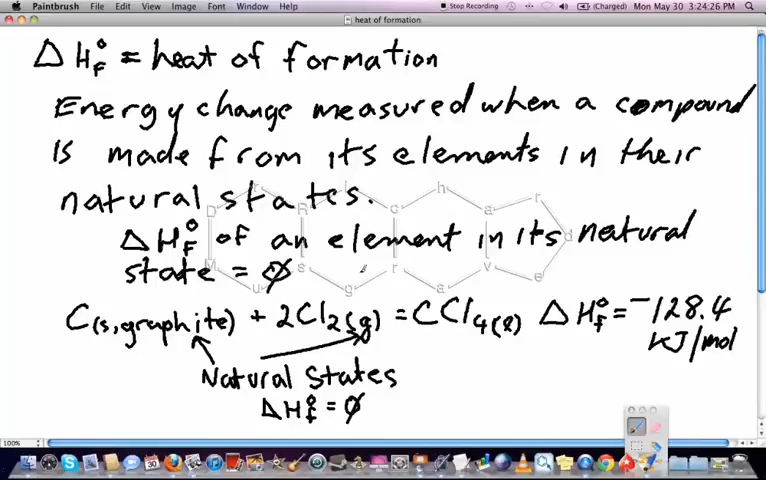 Paintbrush File Edit View Image Font Window Help Stop Recording (Charged) Mon May 30 3:24:26 PM
heat of formation
Δ H°f = heat of formation
Energy change measured when a compound
is made from its elements in their
natural states.
ΔH°f of an element in its natural
state = 0
C(s,graphite) + 2Cl2(g) = CCl4(l) ΔH°f = -128.4
KJ/mol
Natural States
ΔH°f = 0
D r R l c h a r d
M u s g r a v e
100%